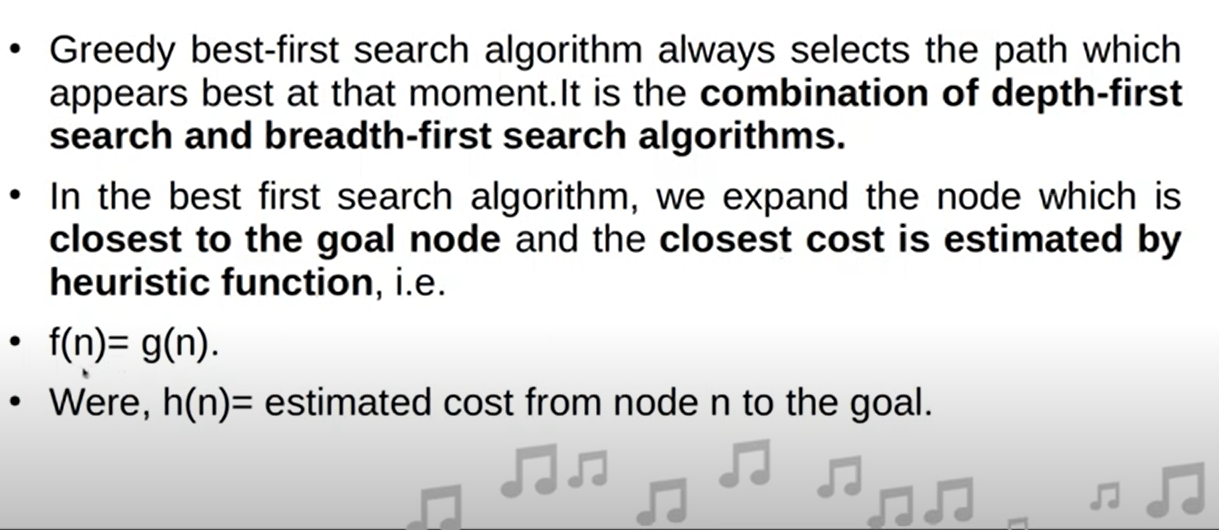 • Greedy best-first search algorithm always selects the path which
appears best at that moment.It is the combination of depth-first
search and breadth-first search algorithms.
• In the best first search algorithm, we expand the node which is
closest to the goal node and the closest cost is estimated by
heuristic function, i.e.
• f(n)= g(n).
• Were, h(n)= estimated cost from node n to the goal.